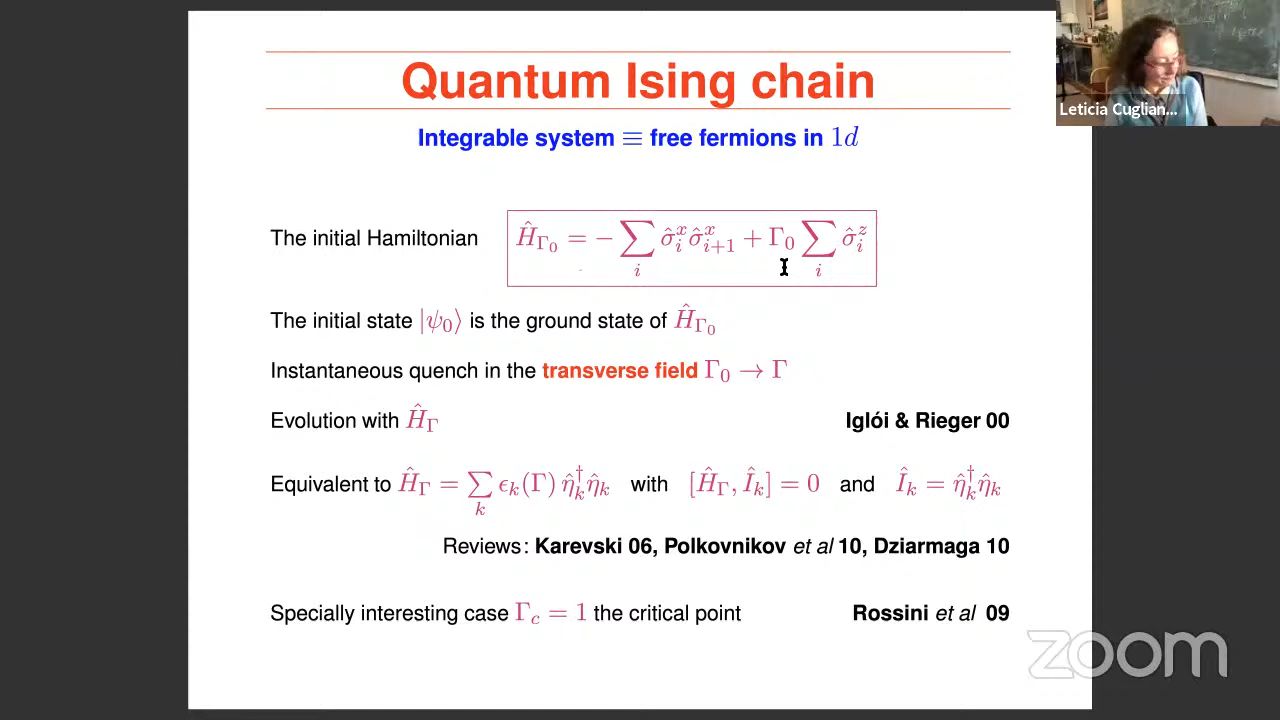 Quantum Ising chain
Integrable system ≡ free fermions in 1d
The initial Hamiltonian Ĥ_{Γ₀} = − ∑_i σ̂_i^x σ̂_{i+1}^x + Γ₀ ∑_i σ̂_i^z
The initial state |ψ₀⟩ is the ground state of Ĥ_{Γ₀}
Instantaneous quench in the transverse field Γ₀ → Γ
Evolution with Ĥ_Γ Iglói & Rieger 00
Equivalent to Ĥ_Γ = ∑_k ϵ_k(Γ) η̂_k^† η̂_k with [Ĥ_Γ, Î_k] = 0 and Î_k = η̂_k^† η̂_k
Reviews: Karevski 06, Polkovnikov et al 10, Dziarmaga 10
Specially interesting case Γ_c = 1 the critical point Rossini et al 09
Leticia Cuglian...
zoom